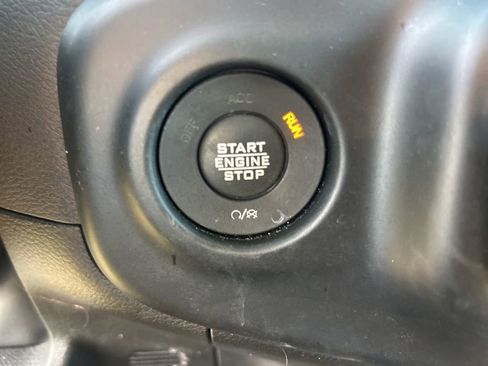 ACC
OFF
RUN
START
ENGINE
STOP